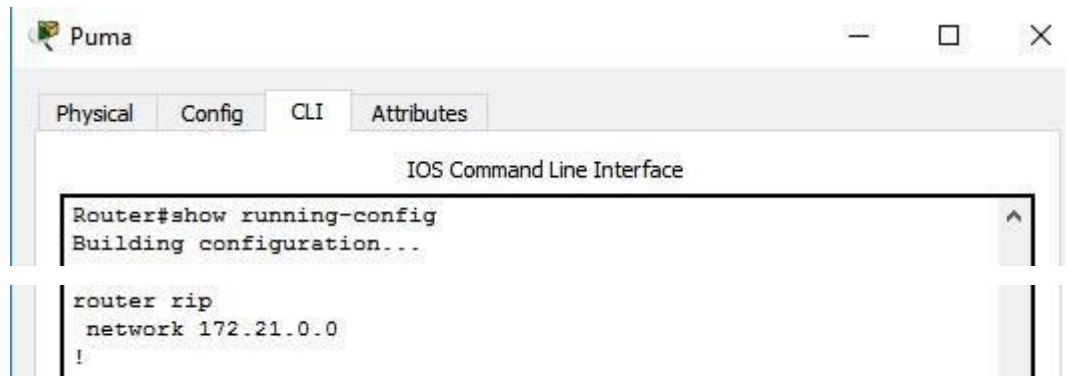 Puma
Physical Config CLI Attributes
IOS Command Line Interface
Router#show running-config
Building configuration...
router rip
network 172.21.0.0
!